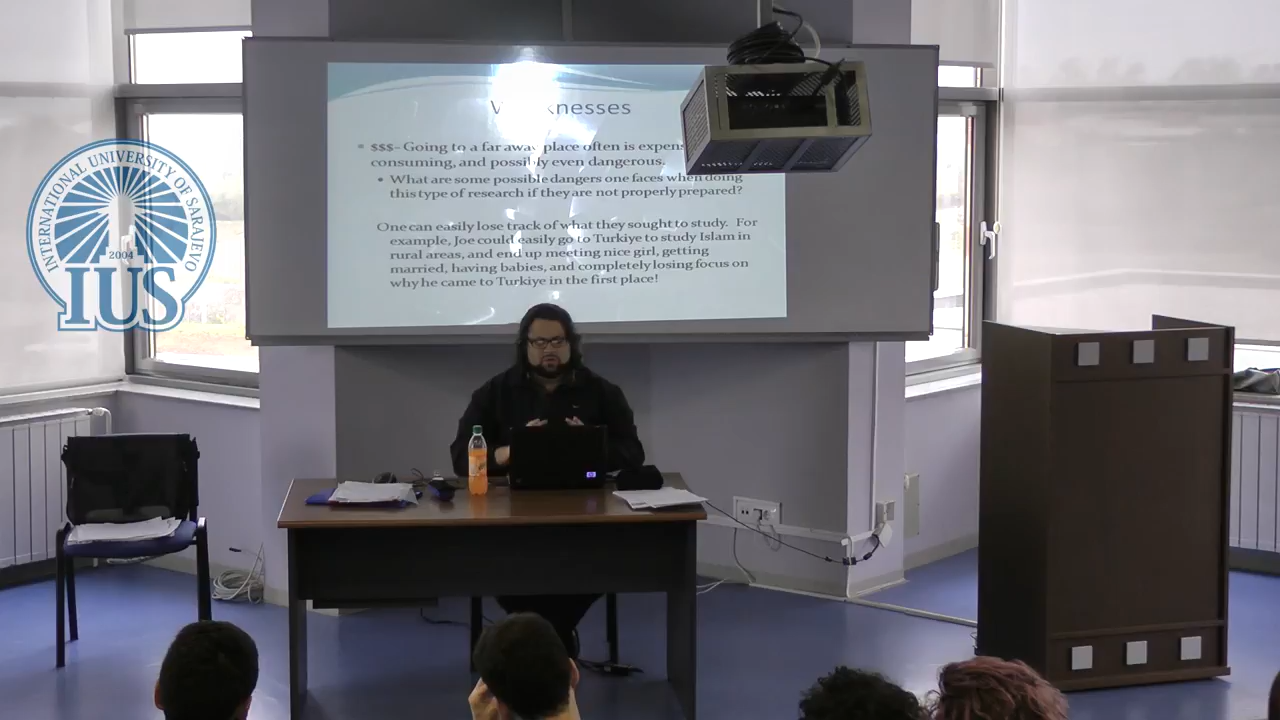 INTERNATIONAL UNIVERSITY OF SARAJEVO
2004
IUS
knesses
$$$- Going to a far away place often is
consuming, and possibly even dangerous.
What are some possible dangers one faces when doing
this type of research if they are not properly prepared?
One can easily lose track of what they sought to study. For
example, Joe could easily go to Turkiye to study Islam in
rural areas, and end up meeting nice girl, getting
married, having babies, and completely losing focus on
why he came to Turkiye in the first place!
hp